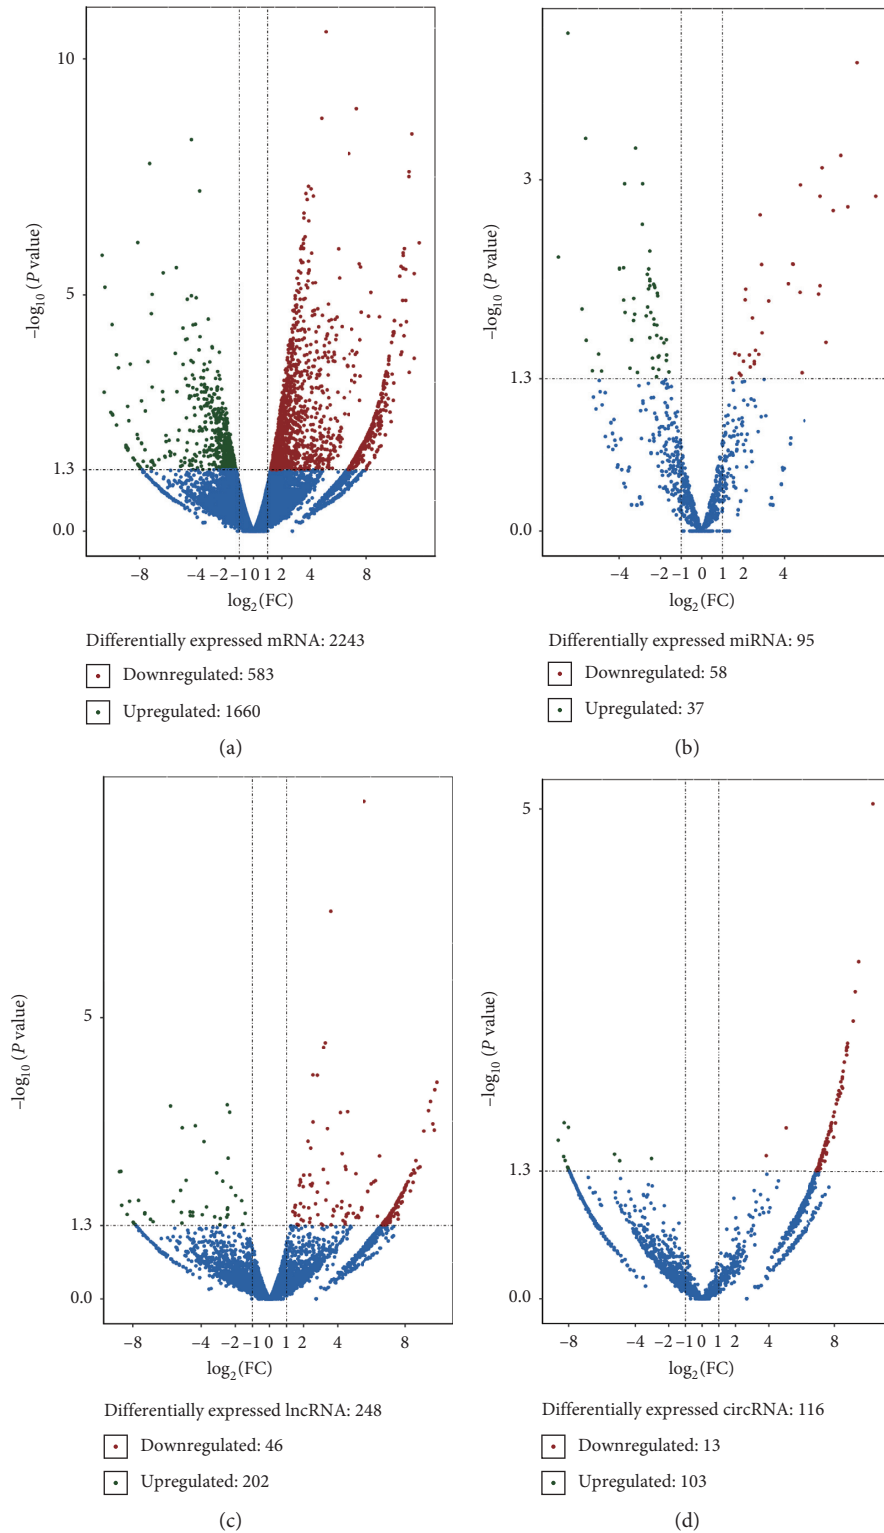 10
5
1.3
0.0
–log10 (P value)
–8 –4 –2 –1 0 1 2 4 8
log2(FC)
Differentially expressed mRNA: 2243
Downregulated: 583
Upregulated: 1660
(a)
3
1.3
0.0
–log10 (P value)
–4 –2 –1 0 1 2 4
log2(FC)
Differentially expressed miRNA: 95
Downregulated: 58
Upregulated: 37
(b)
5
1.3
0.0
–log10 (P value)
–8 –4 –2 –1 0 1 2 4 8
log2(FC)
Differentially expressed lncRNA: 248
Downregulated: 46
Upregulated: 202
(c)
5
1.3
0.0
–log10 (P value)
–8 –4 –2 –1 0 1 2 4 8
log2(FC)
Differentially expressed circRNA: 116
Downregulated: 13
Upregulated: 103
(d)